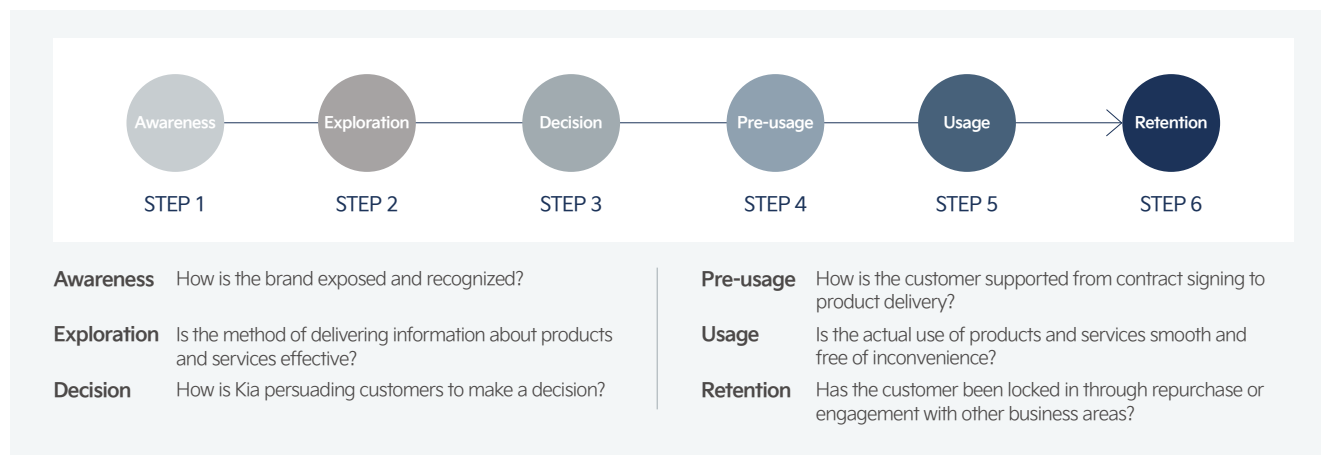 Awareness
Exploration
Decision
Pre-usage
Usage
Retention
STEP 1
STEP 2
STEP 3
STEP 4
STEP 5
STEP 6
Awareness How is the brand exposed and recognized?
Exploration Is the method of delivering information about products
and services effective?
Decision How is Kia persuading customers to make a decision?
Pre-usage How is the customer supported from contract signing to
product delivery?
Usage Is the actual use of products and services smooth and
free of inconvenience?
Retention Has the customer been locked in through repurchase or
engagement with other business areas?